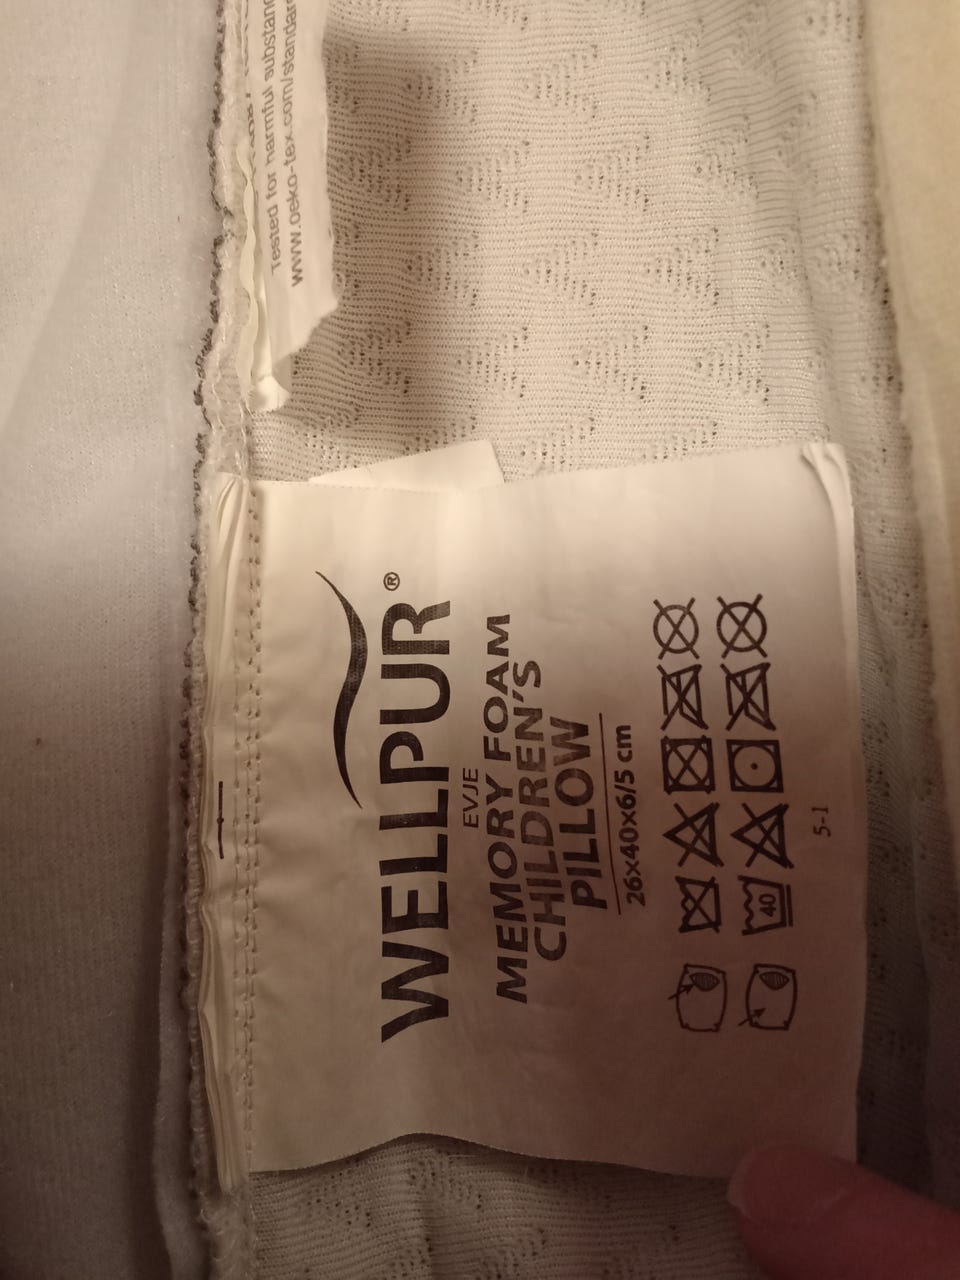 Tested for harmful substanc
www.oeko-tex.com/standar
WELLPUR®
EVJE
MEMORY FOAM
CHILDREN'S
PILLOW
26x40x6/5 cm
40
5-1